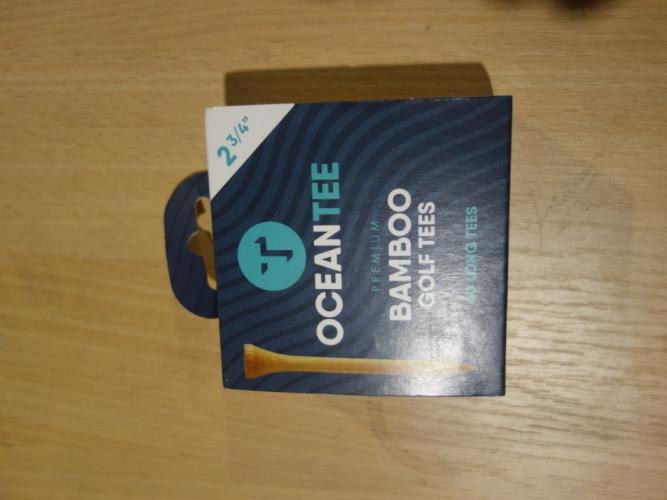 2 3/4"
OCEANTEE
PREMIUM
BAMBOO
GOLF TEES
LONG TEES